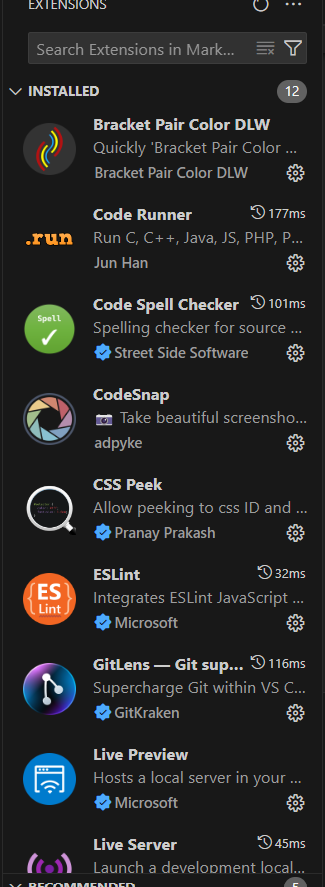 EXTENSIONS
Search Extensions in Mark...
INSTALLED 12
Bracket Pair Color DLW
Quickly 'Bracket Pair Color ...
Bracket Pair Color DLW
.run
Code Runner 177ms
Run C, C++, Java, JS, PHP, P...
Jun Han
Spell
Code Spell Checker 101ms
Spelling checker for source ...
Street Side Software
CodeSnap
📷 Take beautiful screensho...
adpyke
CSS Peek
Allow peeking to css ID and ...
Pranay Prakash
ES
Lint
ESLint 32ms
Integrates ESLint JavaScript ...
Microsoft
GitLens — Git sup... 116ms
Supercharge Git within VS C...
GitKraken
Live Preview
Hosts a local server in your ...
Microsoft
Live Server 45ms
Launch a development local...
RECOMMENDED 5